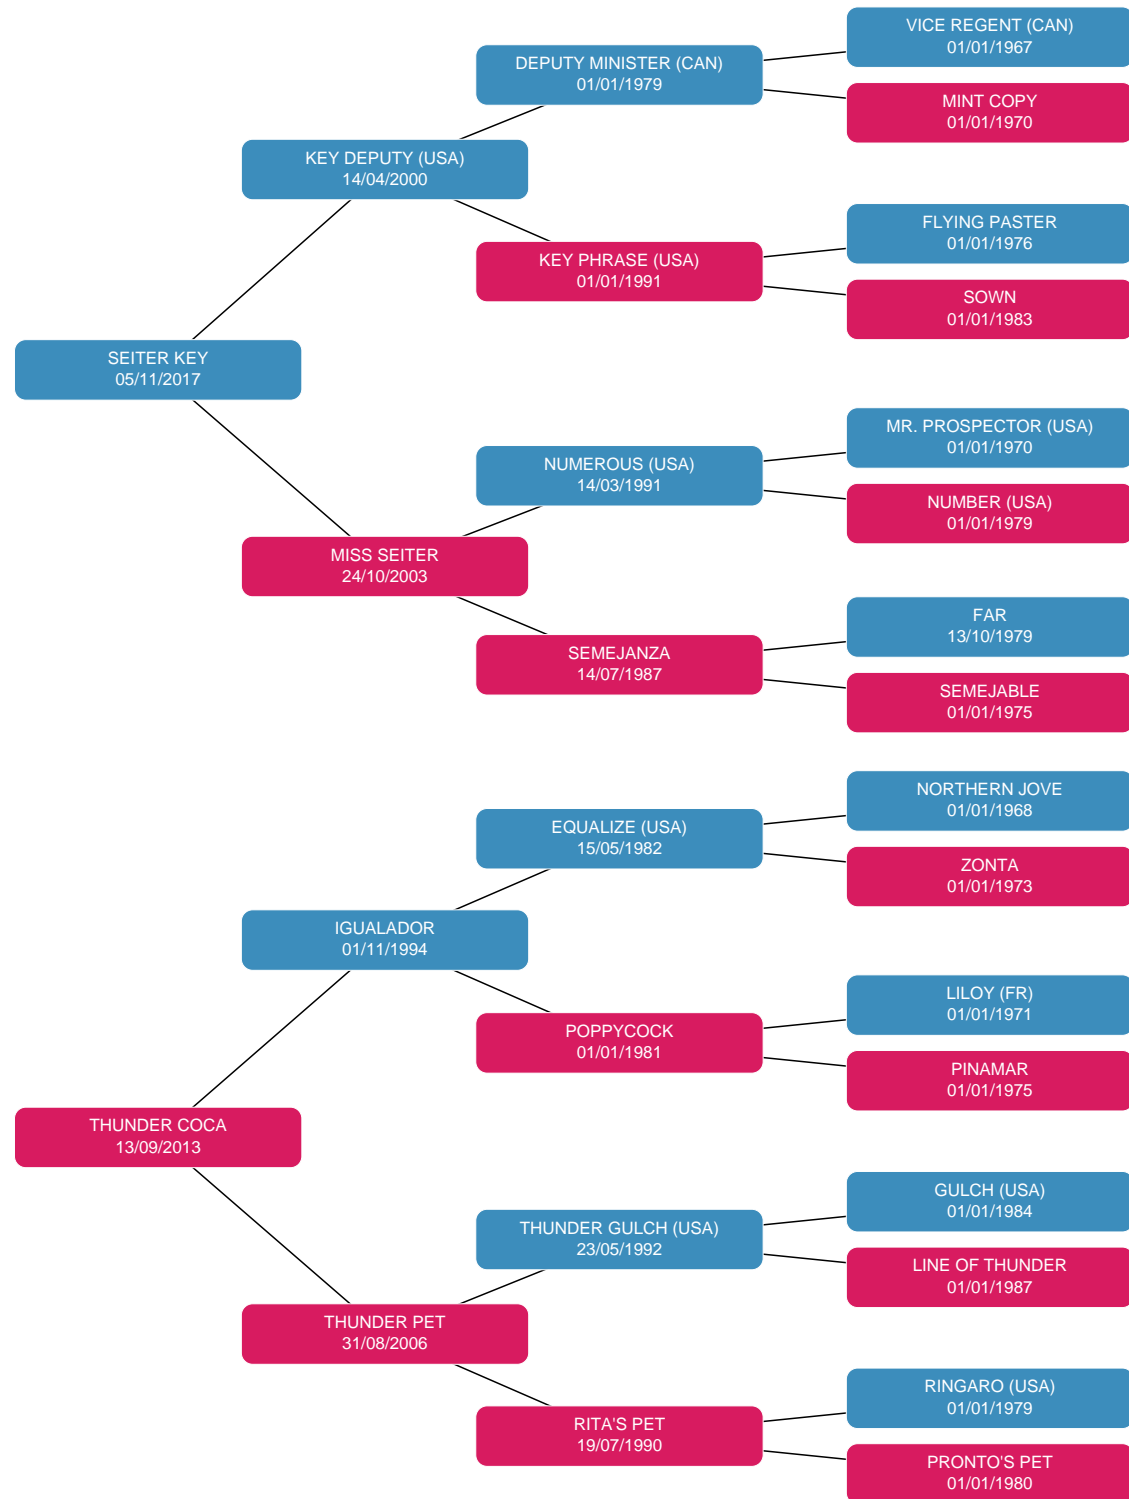 VICE REGENT (CAN)
01/01/1967
DEPUTY MINISTER (CAN)
01/01/1979
MINT COPY
01/01/1970
KEY DEPUTY (USA)
14/04/2000
FLYING PASTER
01/01/1976
KEY PHRASE (USA)
01/01/1991
SOWN
01/01/1983
SEITER KEY
05/11/2017
MR. PROSPECTOR (USA)
01/01/1970
NUMEROUS (USA)
14/03/1991
NUMBER (USA)
01/01/1979
MISS SEITER
24/10/2003
FAR
13/10/1979
SEMEJANZA
14/07/1987
SEMEJABLE
01/01/1975
NORTHERN JOVE
01/01/1968
EQUALIZE (USA)
15/05/1982
ZONTA
01/01/1973
IGUALADOR
01/11/1994
LILOY (FR)
01/01/1971
POPPYCOCK
01/01/1981
PINAMAR
01/01/1975
THUNDER COCA
13/09/2013
GULCH (USA)
01/01/1984
THUNDER GULCH (USA)
23/05/1992
LINE OF THUNDER
01/01/1987
THUNDER PET
31/08/2006
RINGARO (USA)
01/01/1979
RITA'S PET
19/07/1990
PRONTO'S PET
01/01/1980